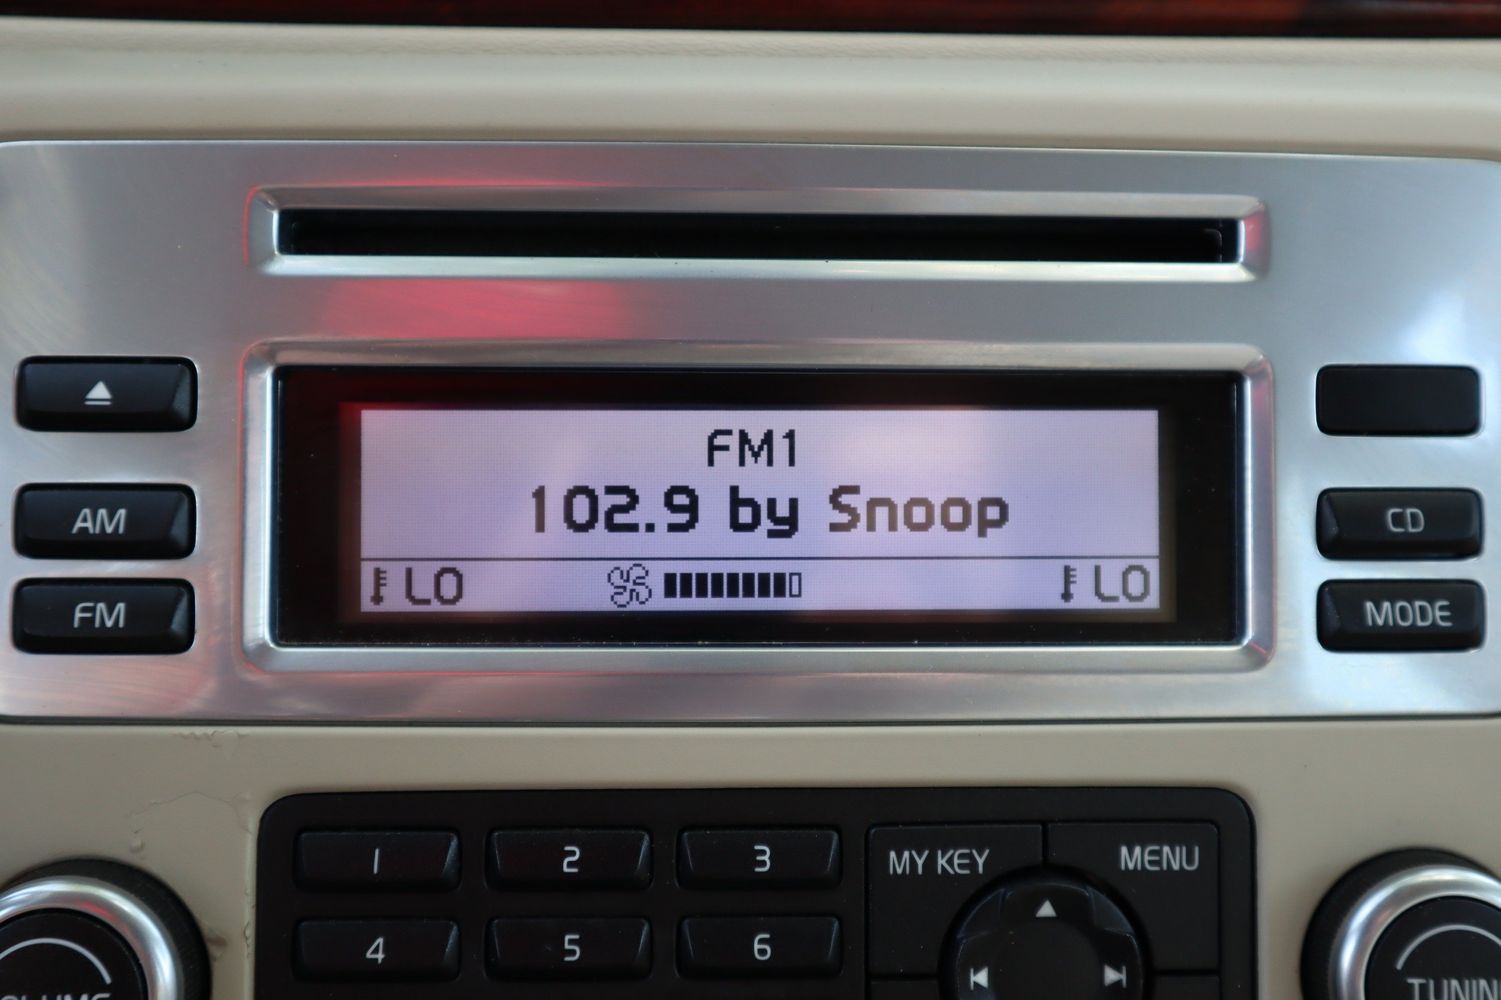 FM1
102.9 by Snoop
LO LO
AM
FM
CD
MODE
1 2 3
MY KEY MENU
4 5 6